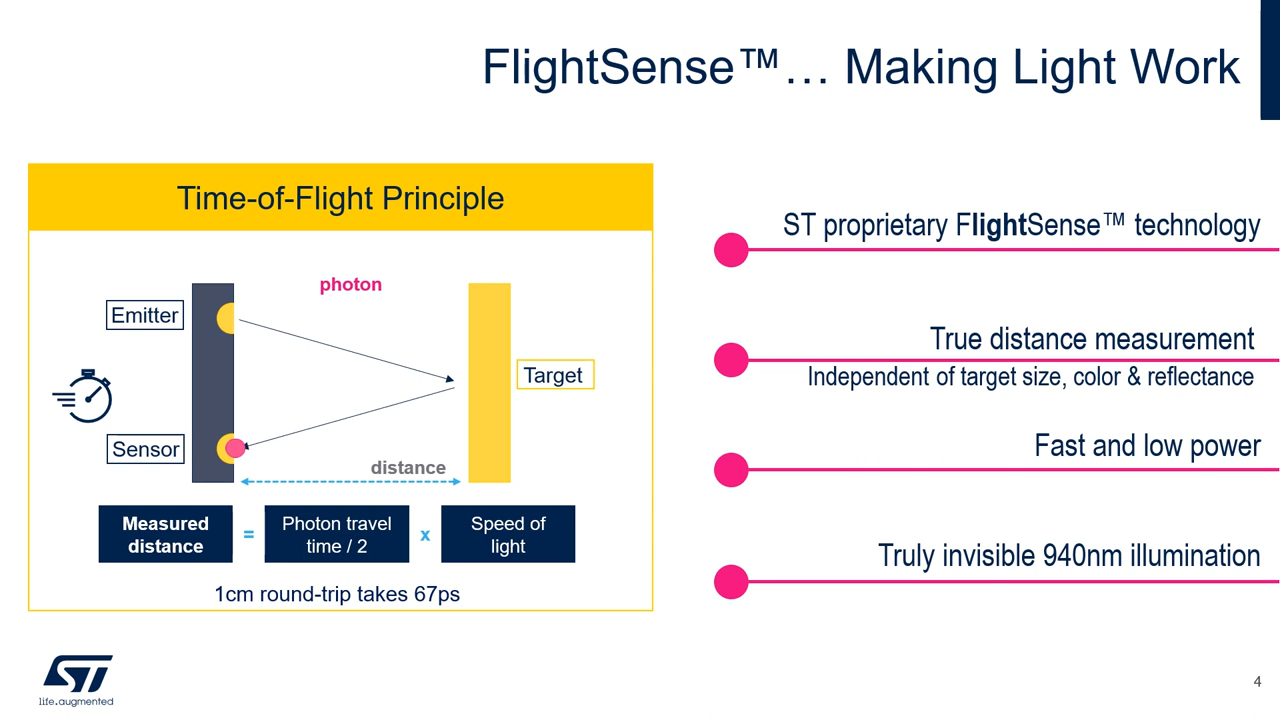 FlightSense™… Making Light Work
Time-of-Flight Principle
photon
Emitter
Target
Sensor
distance
Measured
distance
=
Photon travel
time / 2
x
Speed of
light
1cm round-trip takes 67ps
ST proprietary FlightSense™ technology
True distance measurement
Independent of target size, color & reflectance
Fast and low power
Truly invisible 940nm illumination
ST
life.augmented
4